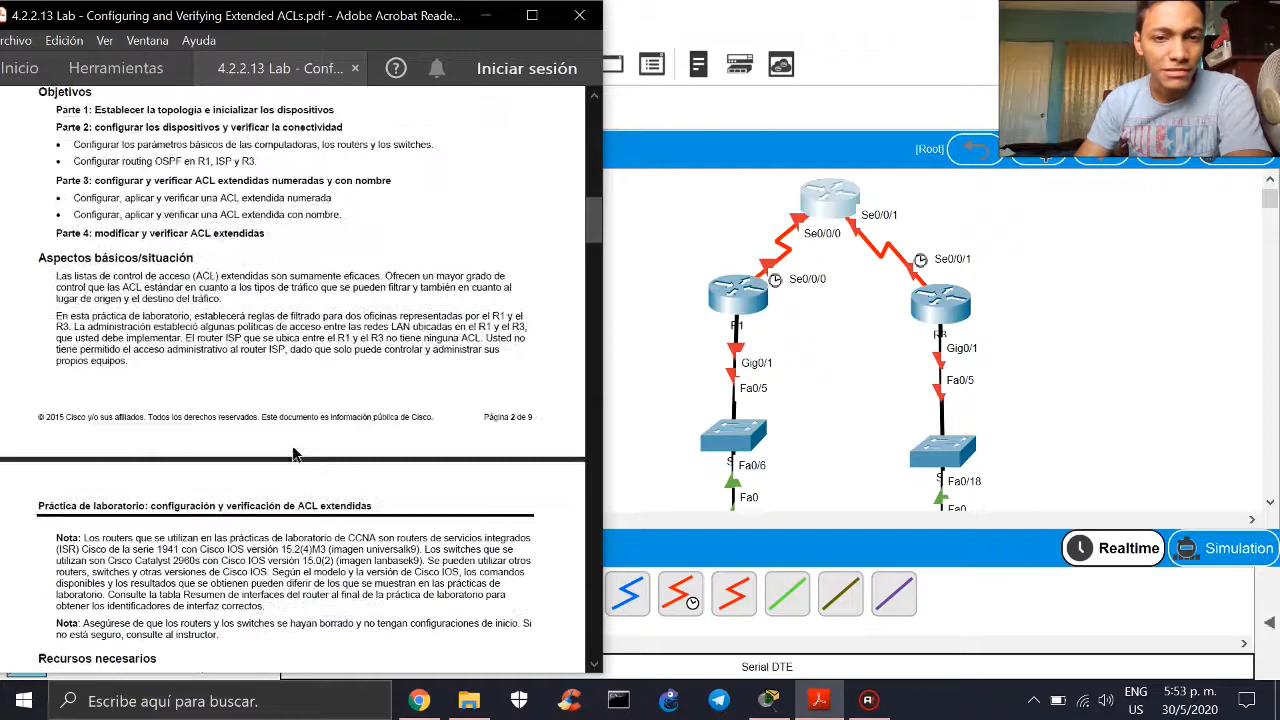 4.2.2.13 Lab - Configuring and Verifying Extended ACLs.pdf - Adobe Acrobat Reade...
rchivo Edición Ver Ventana Ayuda
Inici Herramientas 4.2.2.13 Lab - Conf... × ? Iniciar sesión
Objetivos
Parte 1: Establecer la topología e inicializar los dispositivos
Parte 2: configurar los dispositivos y verificar la conectividad
• Configurar los parámetros básicos de las computadoras, los routers y los switches.
• Configurar routing OSPF en R1, ISP y R3.
Parte 3: configurar y verificar ACL extendidas numeradas y con nombre
• Configurar, aplicar y verificar una ACL extendida numerada
• Configurar, aplicar y verificar una ACL extendida con nombre.
Parte 4: modificar y verificar ACL extendidas
Aspectos básicos/situación
Las listas de control de acceso (ACL) extendidas son sumamente eficaces. Ofrecen un mayor grado de
control que las ACL estándar en cuanto a los tipos de tráfico que se pueden filtrar y también en cuanto al
lugar de origen y el destino del tráfico.
En esta práctica de laboratorio, establecerá reglas de filtrado para dos oficinas representadas por el R1 y el
R3. La administración estableció algunas políticas de acceso entre las redes LAN ubicadas en el R1 y el R3,
que usted debe implementar. El router ISP que se ubica entre el R1 y el R3 no tiene ninguna ACL. Usted no
tiene permitido el acceso administrativo al router ISP, dado que solo puede controlar y administrar sus
propios equipos.
© 2015 Cisco y/o sus afiliados. Todos los derechos reservados. Este documento es información pública de Cisco. Página 2 de 9
Práctica de laboratorio: configuración y verificación de ACL extendidas
Nota: Los routers que se utilizan en las prácticas de laboratorio de CCNA son routers de servicios integrados
(ISR) Cisco de la serie 1941 con Cisco IOS versión 15.2(4)M3 (imagen universalk9). Los switches que se
utilizan son Cisco Catalyst 2960s con Cisco IOS versión 15.0(2) (imagen lanbasek9). Se pueden utilizar otros
routers, switches y otras versiones de Cisco IOS. Según el modelo y la versión de Cisco IOS, los comandos
disponibles y los resultados que se obtienen pueden diferir de los que se muestran en las prácticas de
laboratorio. Consulte la tabla Resumen de interfaces del router al final de la práctica de laboratorio para
obtener los identificadores de interfaz correctos.
Nota: Asegúrese de que los routers y los switches se hayan borrado y no tengan configuraciones de inicio. Si
no está seguro, consulte al instructor.
Recursos necesarios
[Root]
Se0/0/1
Se0/0/0
Se0/0/1
Se0/0/0
R1
R3
Gig0/1
Gig0/1
Fa0/5
Fa0/5
Fa0/6
Fa0/18
Fa0
Fa0
Realtime Simulation
Serial DTE
Escribe aquí para buscar.
ENG 5:53 p. m.
US 30/5/2020